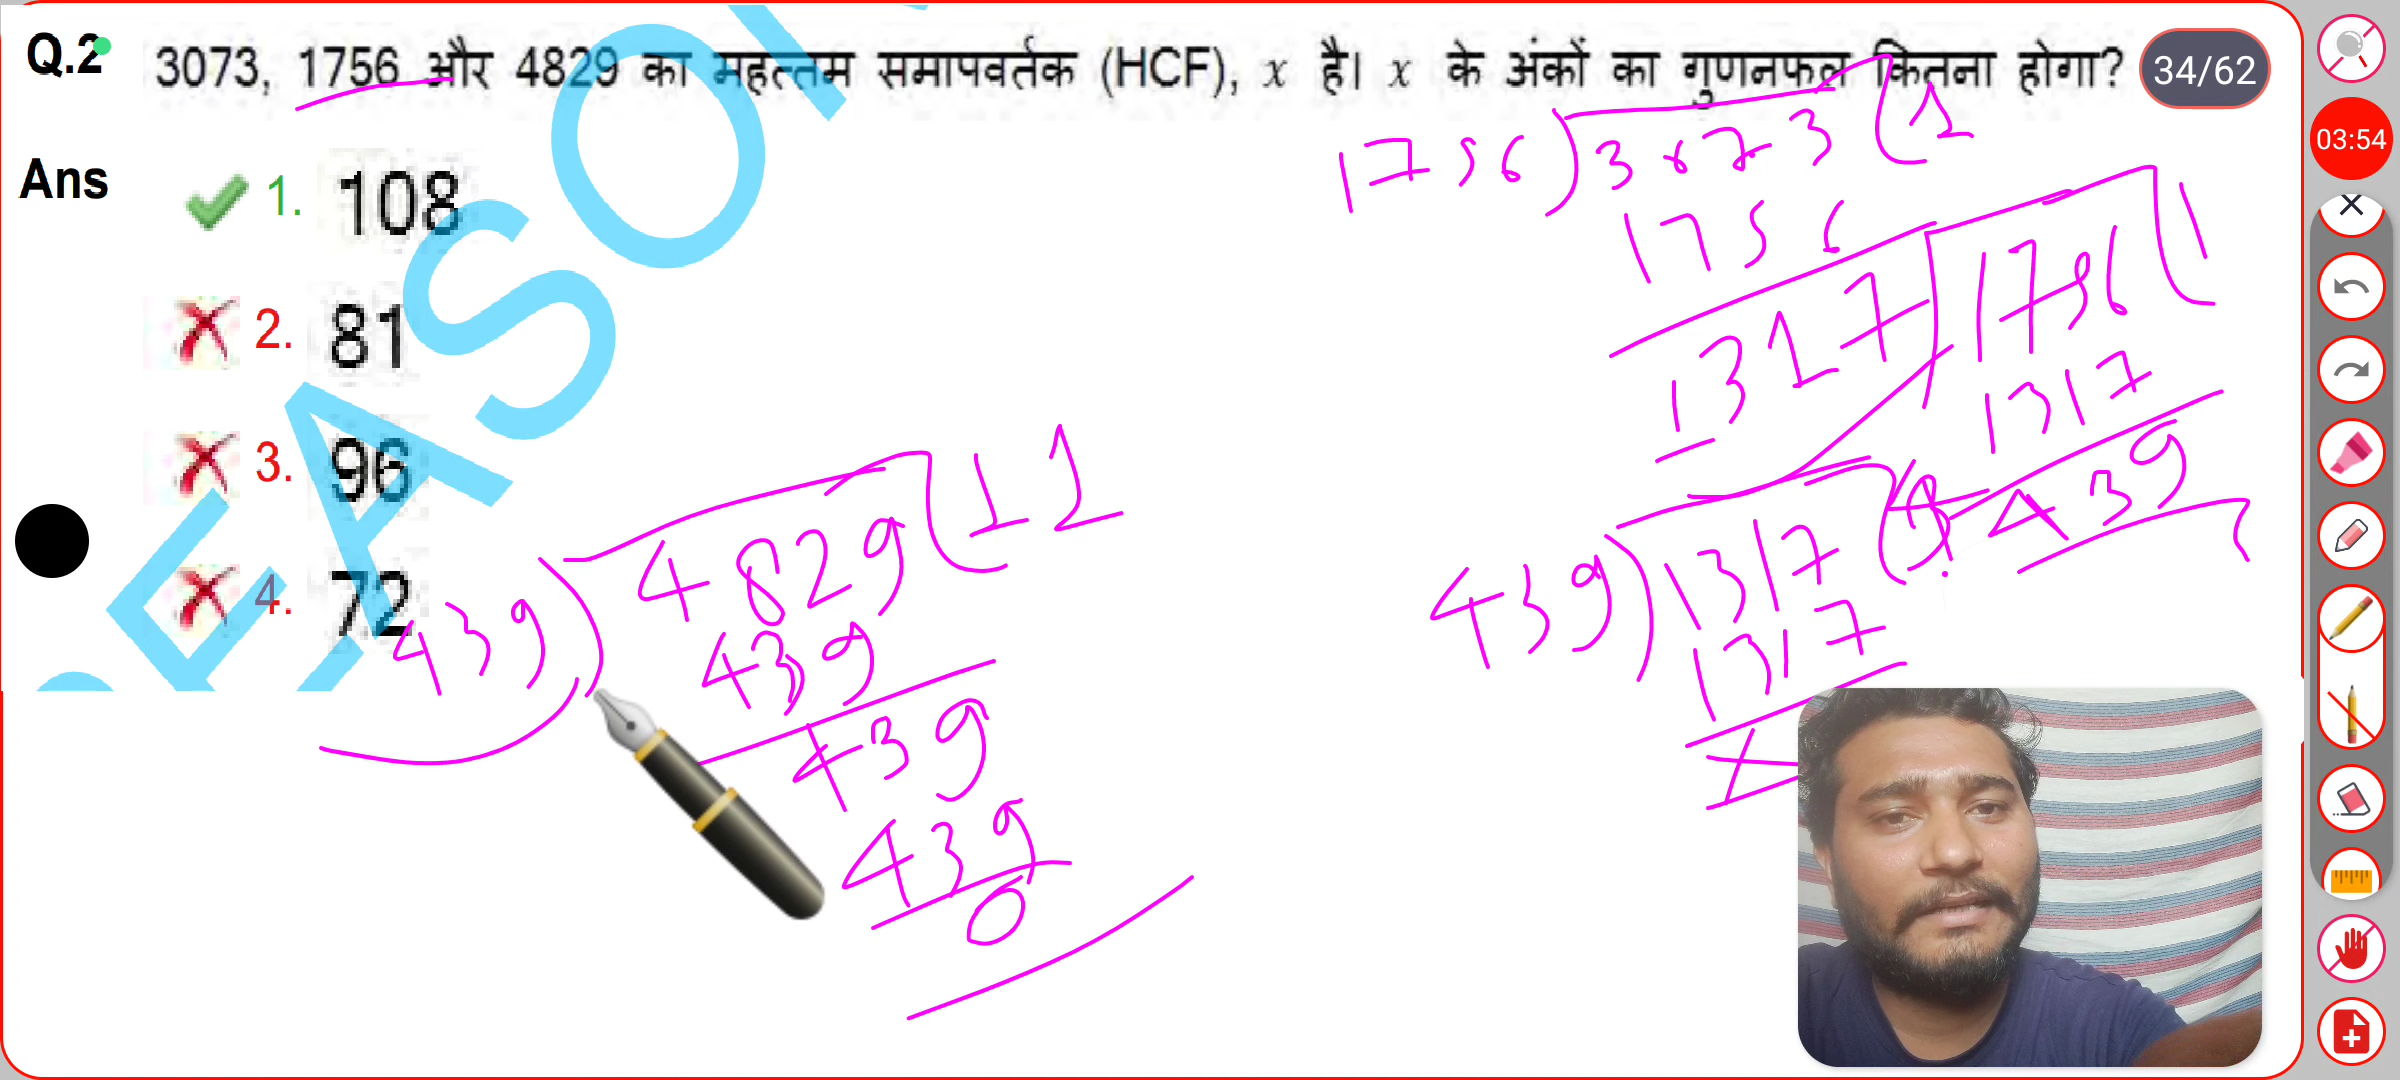 Q.2 3073, 1756 और 4829 का महत्तम समापवर्तक (HCF), x है। x के अंकों का गुणनफल कितना होगा?
34/62
03:54
Ans
1. 108
2. 81
3. 96
4. 72
1756) 3073 (1
1756
1317 1756 (1
1317
439
439) 1317 (
1317
439) 4829 (11
439
439
439
0